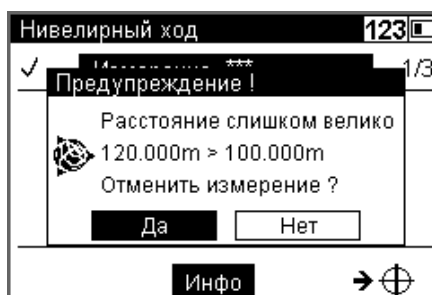 Нивелирный ход 123
1/3
Предупреждение !
Расстояние слишком велико
120.000m > 100.000m
Отменить измерение ?
Да Нет
Инфо